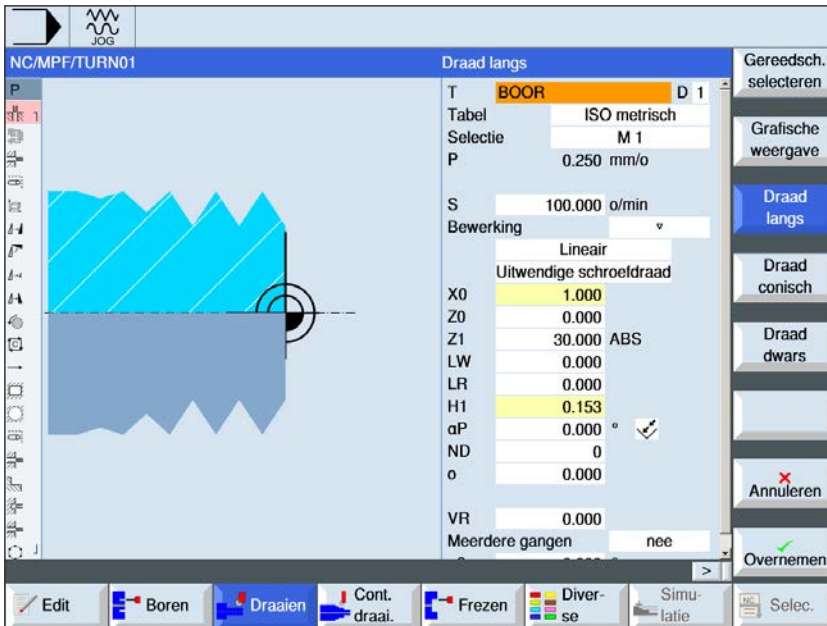 JOG
NC/MPF/TURN01
Draad langs
P
1
T BOOR D 1
Tabel ISO metrisch
Selectie M 1
P 0.250 mm/o
S 100.000 o/min
Bewerking ▿
Lineair
Uitwendige schroefdraad
X0 1.000
Z0 0.000
Z1 30.000 ABS
LW 0.000
LR 0.000
H1 0.153
αP 0.000 °
ND 0
o 0.000
VR 0.000
Meerdere gangen nee
Gereedsch. selecteren
Grafische weergave
Draad langs
Draad conisch
Draad dwars
Annuleren
Overnemen
>
Edit
Boren
Draaien
Cont. draai.
Frezen
Diver-
se
Simu-
latie
NC
Selec.